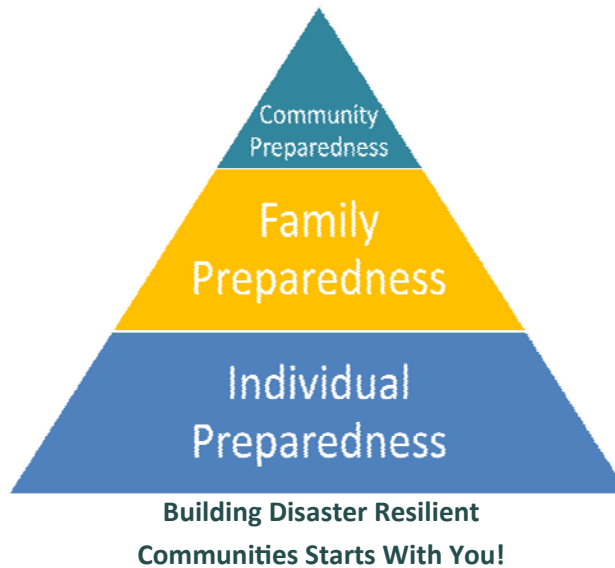 Community
Preparedness
Family
Preparedness
Individual
Preparedness
Building Disaster Resilient
Communities Starts With You!